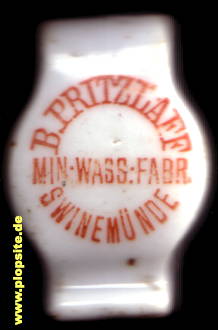 B. PRITZLAFF
MIN-WASS:-FABR.
SWINEMÜNDE
www.plopsite.de